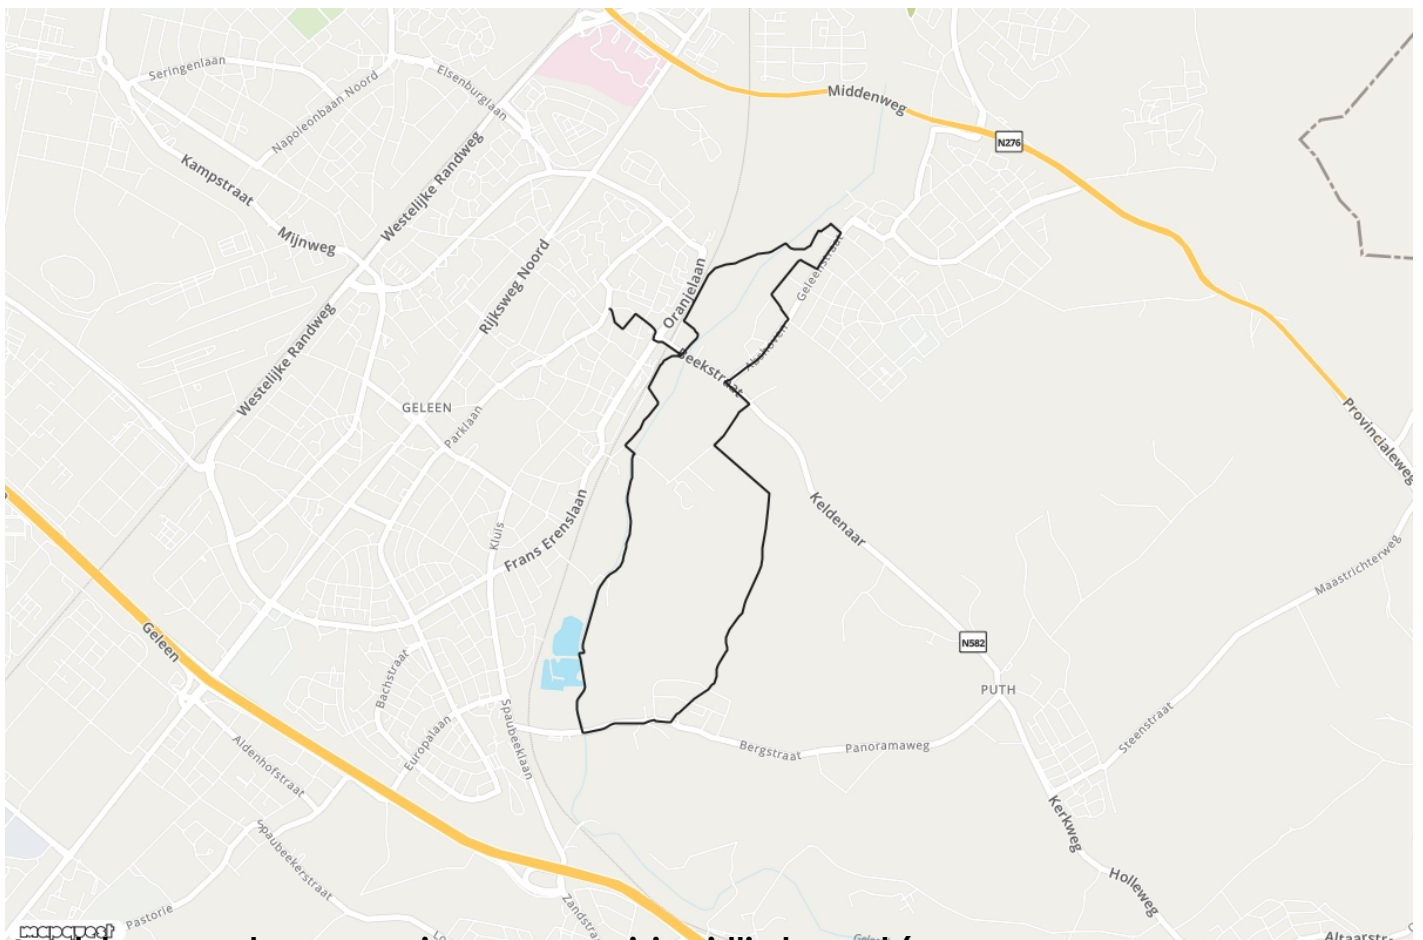 Seringenlaan
Napoleonbaan Noord
Elsenburglaan
Middenweg
N276
Kampstraat
Westelijke Randweg
Mijnweg
Rijksweg Noord
Oranjelaan
Geleenstraat
Westelijke Randweg
Abshoven
Beekstraat
GELEEN
Parklaan
Provincialeweg
Keldenaar
Kluis
Frans Erenslaan
Maastrichterweg
Geleen
N582
PUTH
Bachstraat
Europalaan
Spaubeeklaan
Bergstraat
Panoramaweg
Steenstraat
Aldenhofstraat
Spaubeekerstraat
Kerkweg
Holleweg
Pastorie
mapquest